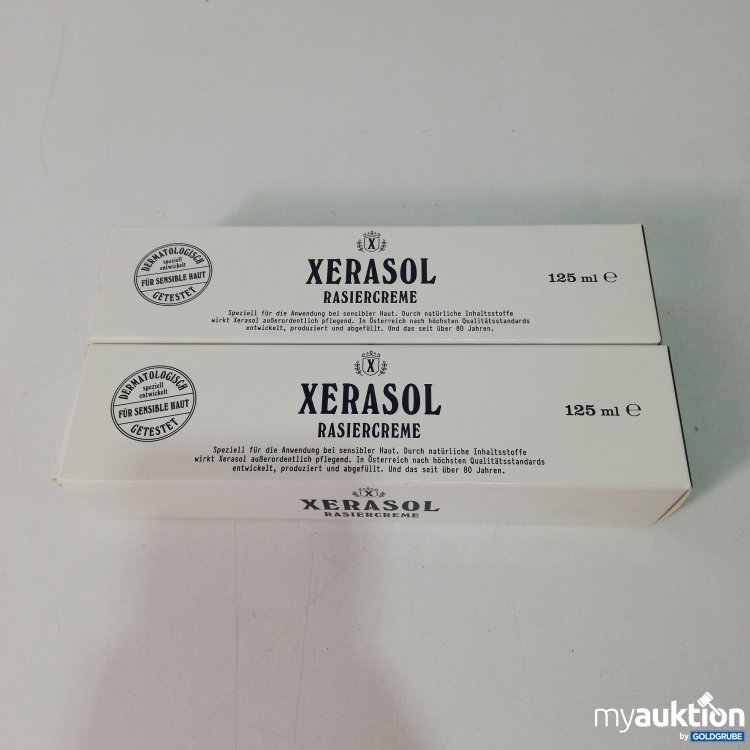 DERMATOLOGISCH
speziell
entwickelt
FÜR SENSIBLE HAUT
GETESTET
X
XERASOL
RASIERCREME
125 ml ℮
Speziell für die Anwendung bei sensibler Haut. Durch natürliche Inhaltsstoffe
wirkt Xerasol außerordentlich pflegend. In Österreich nach höchsten Qualitätsstandards
entwickelt, produziert und abgefüllt. Und das seit über 80 Jahren.
DERMATOLOGISCH
speziell
entwickelt
FÜR SENSIBLE HAUT
GETESTET
X
XERASOL
RASIERCREME
125 ml ℮
Speziell für die Anwendung bei sensibler Haut. Durch natürliche Inhaltsstoffe
wirkt Xerasol außerordentlich pflegend. In Österreich nach höchsten Qualitätsstandards
entwickelt, produziert und abgefüllt. Und das seit über 80 Jahren.
X
XERASOL
RASIERCREME
myauktion
by GOLDGRUBE